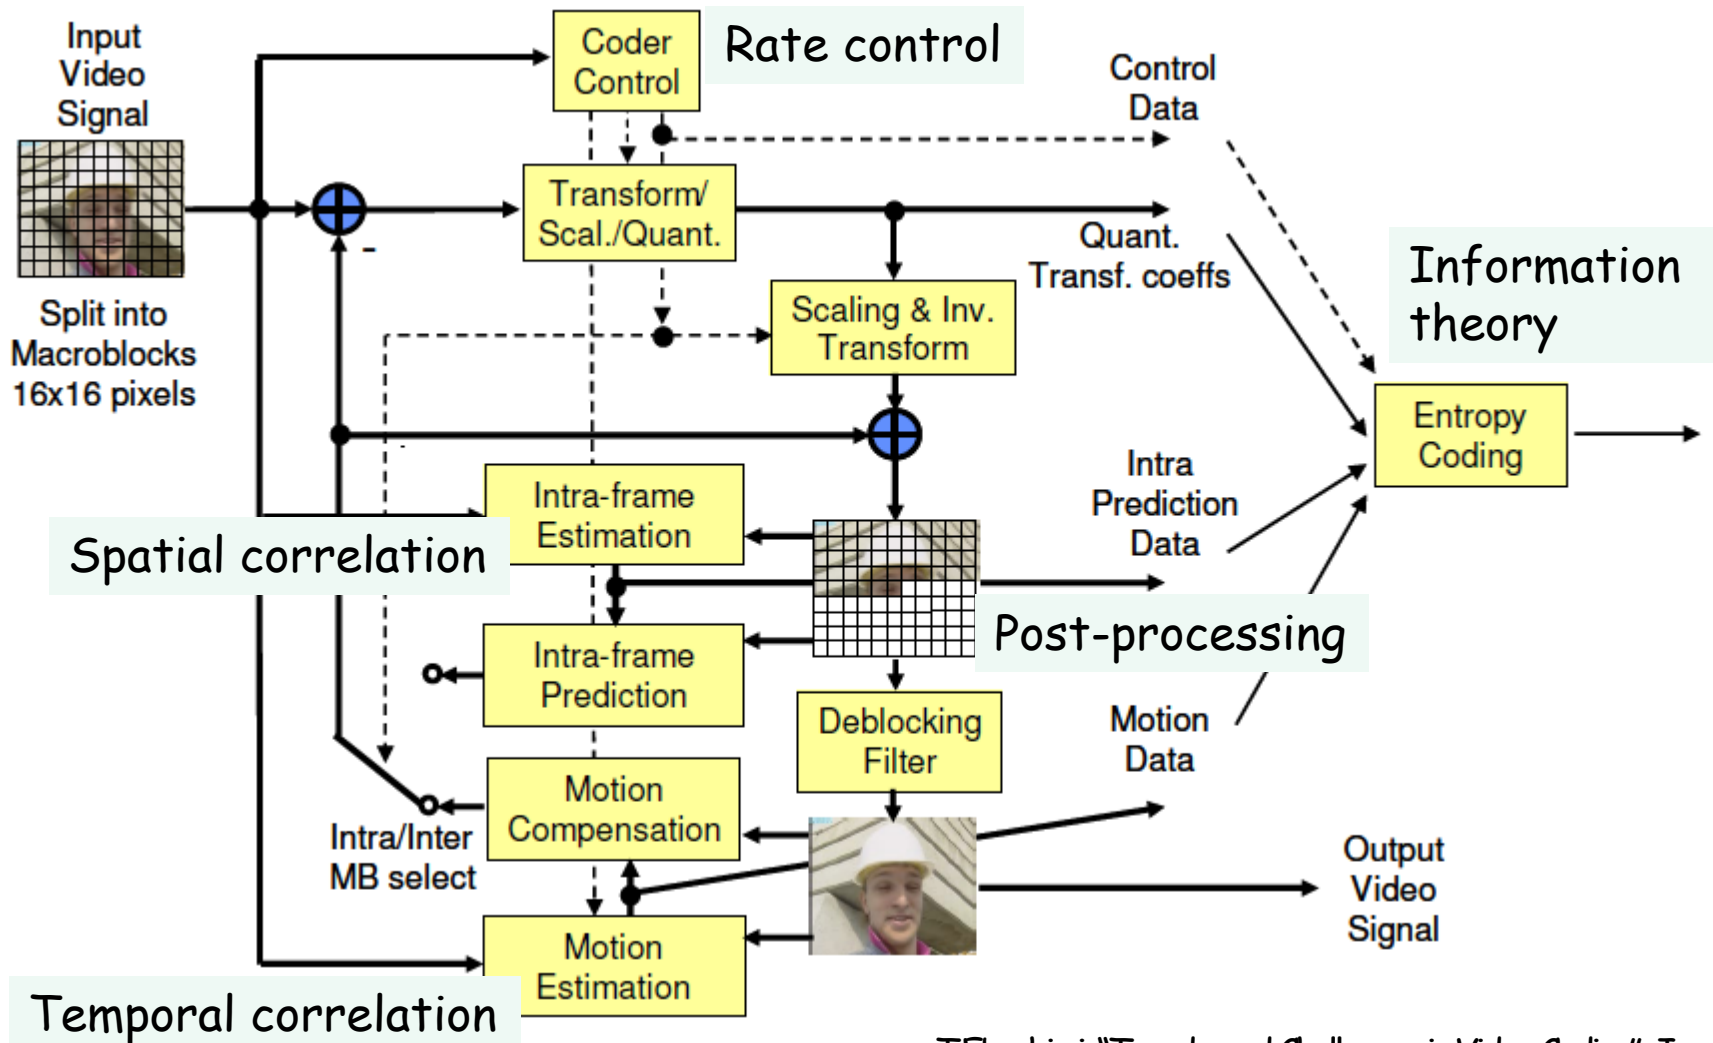 Input
Video
Signal
Coder
Control
Rate control
Control
Data
Transform/
Scal./Quant.
Quant.
Transf. coeffs
-
Split into
Macroblocks
16x16 pixels
Scaling & Inv.
Transform
Information
theory
Entropy
Coding
Intra-frame
Estimation
Spatial correlation
Intra
Prediction
Data
Intra-frame
Prediction
Post-processing
Deblocking
Filter
Motion
Data
Motion
Compensation
Intra/Inter
MB select
Output
Video
Signal
Motion
Estimation
Temporal correlation